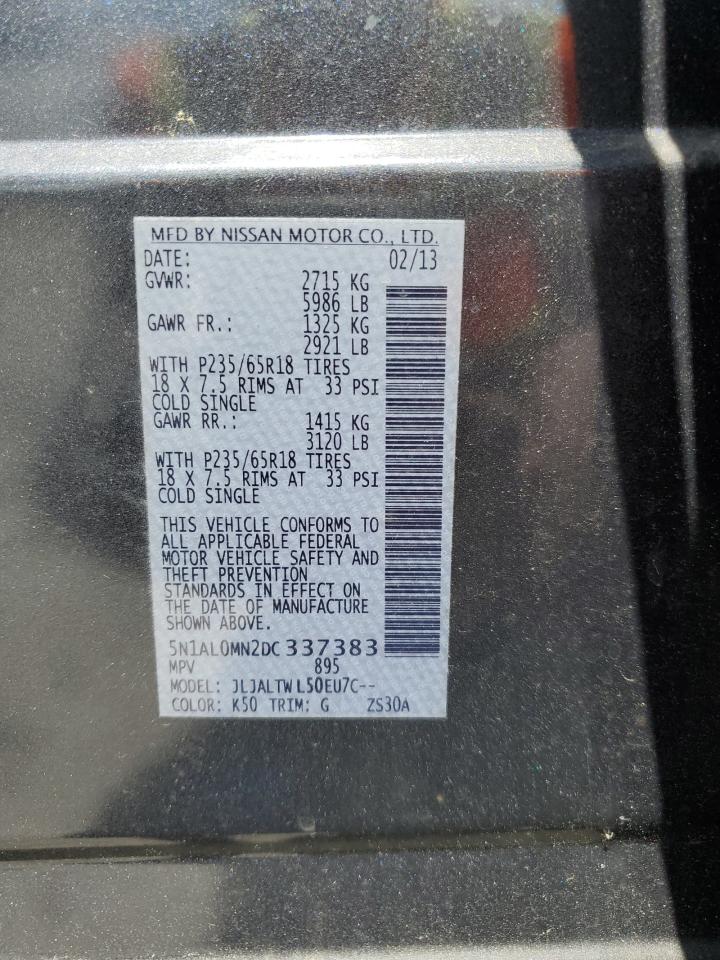 MFD BY NISSAN MOTOR CO., LTD.
DATE: 02/13
GVWR: 2715 KG
5986 LB
GAWR FR.: 1325 KG
2921 LB
WITH P235/65R18 TIRES
18 X 7.5 RIMS AT 33 PSI
COLD SINGLE
GAWR RR.: 1415 KG
3120 LB
WITH P235/65R18 TIRES
18 X 7.5 RIMS AT 33 PSI
COLD SINGLE
THIS VEHICLE CONFORMS TO
ALL APPLICABLE FEDERAL
MOTOR VEHICLE SAFETY AND
THEFT PREVENTION
STANDARDS IN EFFECT ON
THE DATE OF MANUFACTURE
SHOWN ABOVE.
5N1AL0MN2DC 337383
MPV 895
MODEL: JLJALTW L50EU7C--
COLOR: K50 TRIM: G ZS30A